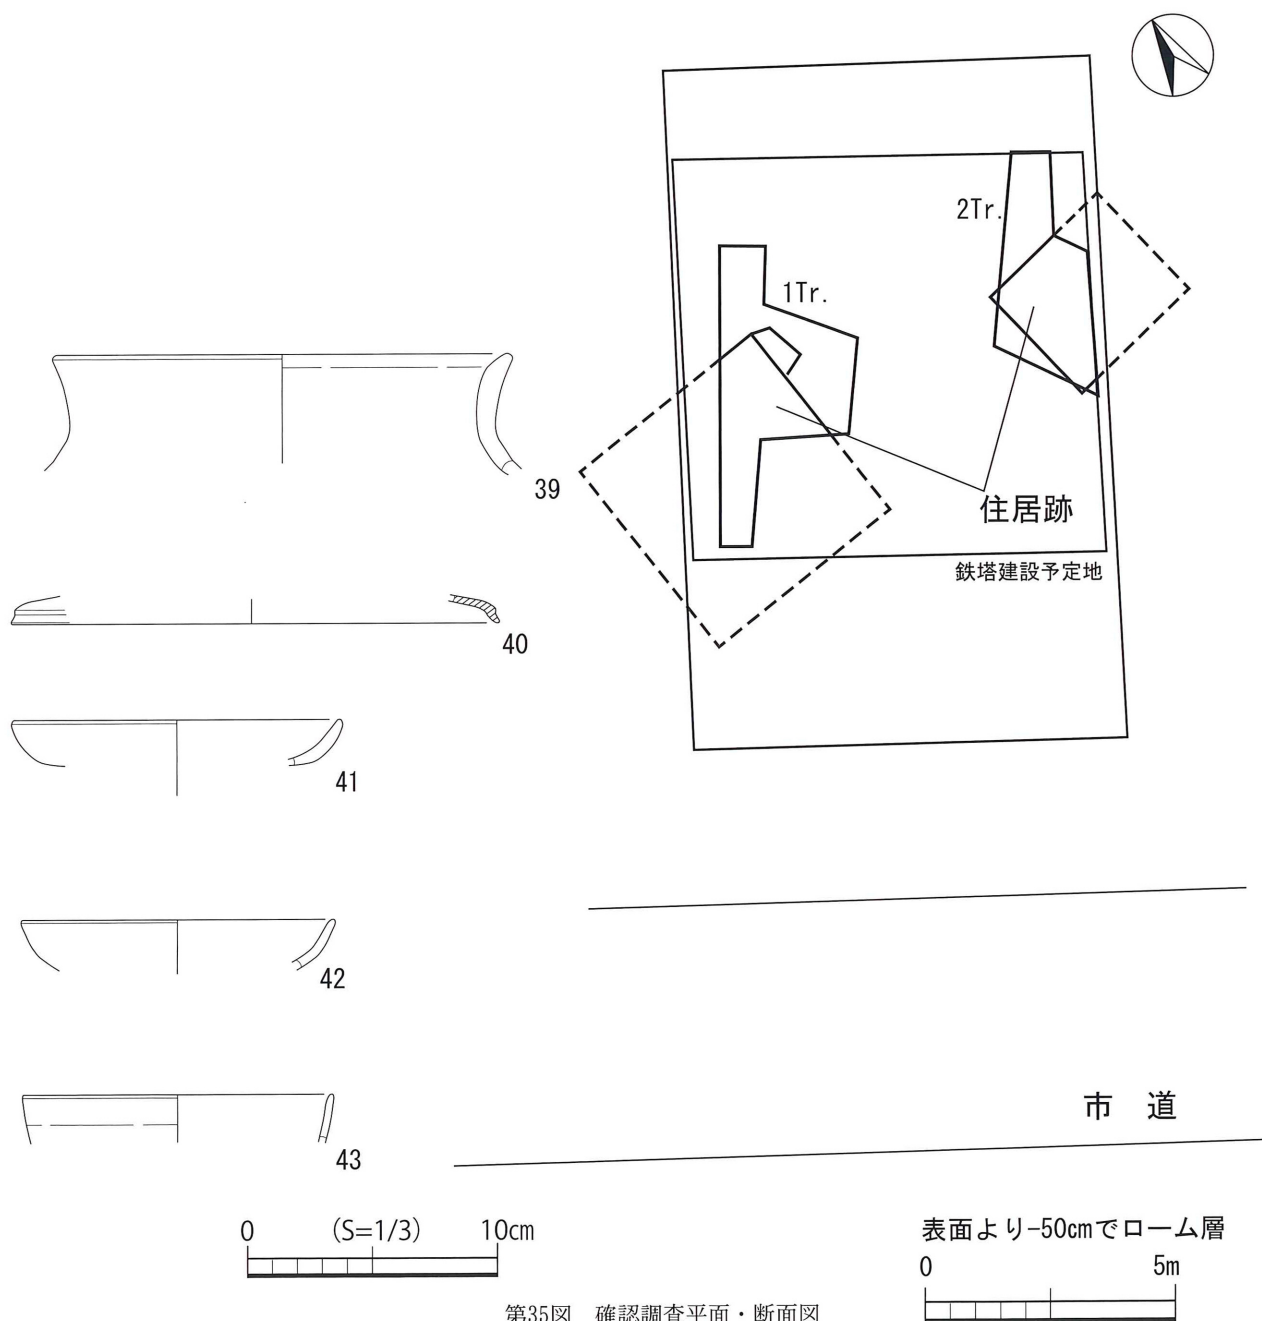 2Tr.
1Tr.
39
住居跡
鉄塔建設予定地
40
41
42
市 道
43
0 (S=1/3) 10cm
表面より-50cmでローム層
0 5m
第35図 確認調査平面・断面図